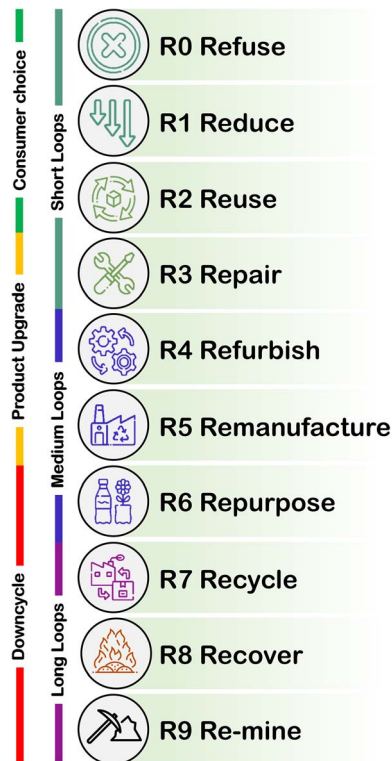 Consumer choice
Product Upgrade
Downcycle
Short Loops
Medium Loops
Long Loops
R0 Refuse
R1 Reduce
R2 Reuse
R3 Repair
R4 Refurbish
R5 Remanufacture
R6 Repurpose
R7 Recycle
R8 Recover
R9 Re-mine